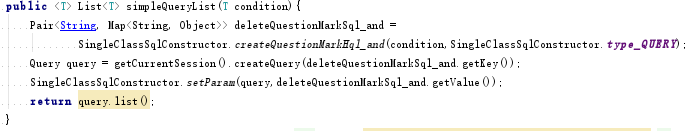 public <T> List<T> simpleQueryList(T condition){
Pair<String, Map<String, Object>> deleteQuestionMarkSql_and =
SingleClassSqlConstructor.createQuestionMarkHql_and(condition,SingleClassSqlConstructor.type_QUERY);
Query query = getCurrentSession().createQuery(deleteQuestionMarkSql_and.getKey());
SingleClassSqlConstructor.setParam(query,deleteQuestionMarkSql_and.getValue());
return query.list();
}